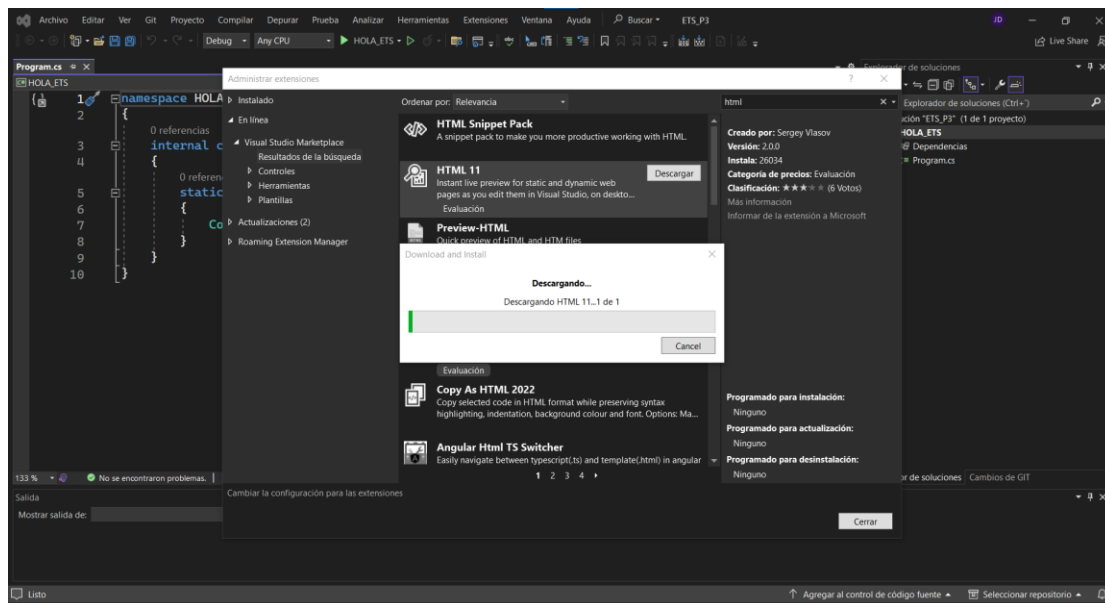 Archivo Editar Ver Git Proyecto Compilar Depurar Prueba Analizar Herramientas Extensiones Ventana Ayuda Buscar ETS_P3 JD
Debug Any CPU HOLA_ETS Live Share
Program.cs
HOLA_ETS
1 namespace HOLA
2 {
0 referencias
3 internal c
4 {
0 referen
5 static
6 {
7 Co
8 }
9 }
10 }
133 % No se encontraron problemas.
Salida
Mostrar salida de:
Listo
Administrar extensiones ?
Instalado
En línea
Visual Studio Marketplace
Resultados de la búsqueda
Controles
Herramientas
Plantillas
Actualizaciones (2)
Roaming Extension Manager
Ordenar por: Relevancia
HTML Snippet Pack
A snippet pack to make you more productive working with HTML.
HTML 11
Descargar
Instant live preview for static and dynamic web
pages as you edit them in Visual Studio, on deskto...
Evaluación
Preview-HTML
Quick preview of HTML and HTM files
Download and Install
Descargando...
Descargando HTML 11...1 de 1
Cancel
Evaluación
Copy As HTML 2022
Copy selected code in HTML format while preserving syntax
highlighting, indentation, background colour and font. Options: Ma...
Angular Html TS Switcher
Easily navigate between typescript(.ts) and template(.html) in angular
1 2 3 4
html
Creado por: Sergey Vlasov
Versión: 2.0.0
Instala: 26034
Categoría de precios: Evaluación
Clasificación: ★★★★★ (6 Votos)
Más información
Informar de la extensión a Microsoft
Programado para instalación:
Ninguno
Programado para actualización:
Ninguno
Programado para desinstalación:
Ninguno
Cambiar la configuración para las extensiones
Cerrar
Explorador de soluciones (Ctrl+')
ución "ETS_P3" (1 de 1 proyecto)
HOLA_ETS
Dependencias
Program.cs
or de soluciones Cambios de GIT
Agregar al control de código fuente Seleccionar repositorio